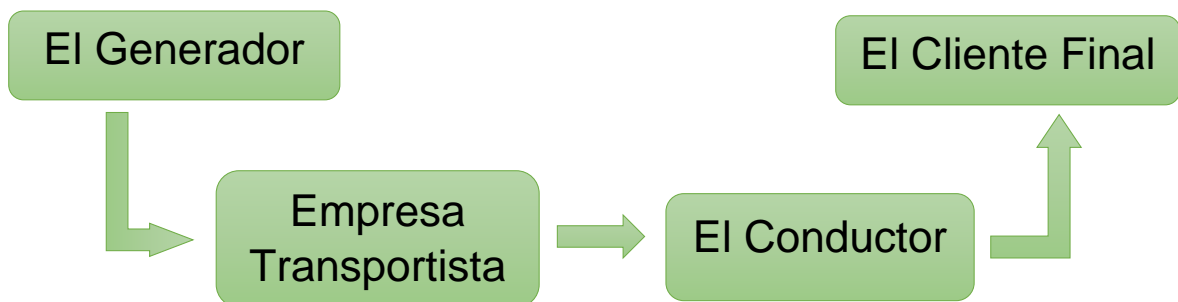 El Generador
El Cliente Final
Empresa
Transportista
El Conductor